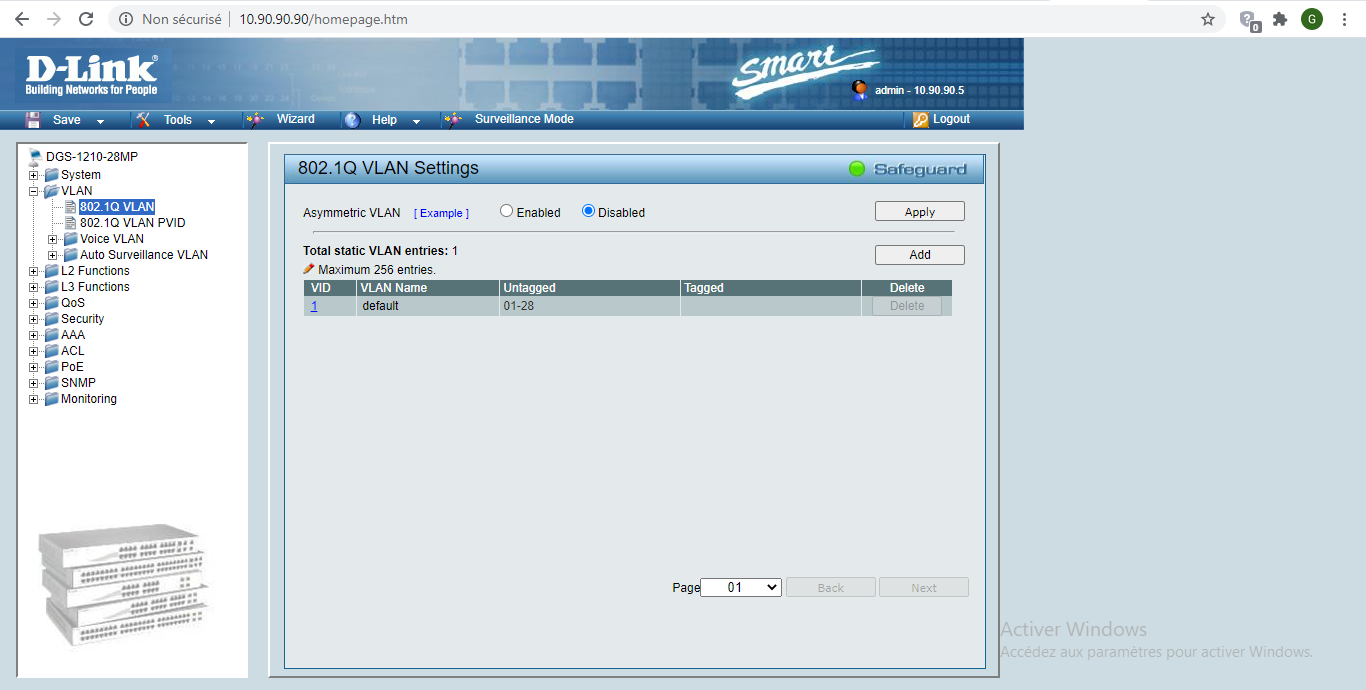 Non sécurisé 10.90.90.90/homepage.htm G
0
D-Link®
Building Networks for People
smart
admin - 10.90.90.5
Save Tools Wizard Help Surveillance Mode Logout
DGS-1210-28MP
System
VLAN
802.1Q VLAN
802.1Q VLAN PVID
Voice VLAN
Auto Surveillance VLAN
L2 Functions
L3 Functions
QoS
Security
AAA
ACL
PoE
SNMP
Monitoring
802.1Q VLAN Settings Safeguard
Asymmetric VLAN [ Example ] Enabled Disabled Apply
Total static VLAN entries: 1 Add
Maximum 256 entries.
VID VLAN Name Untagged Tagged Delete
1 default 01-28 Delete
Page 01 Back Next
Activer Windows
Accédez aux paramètres pour activer Windows.